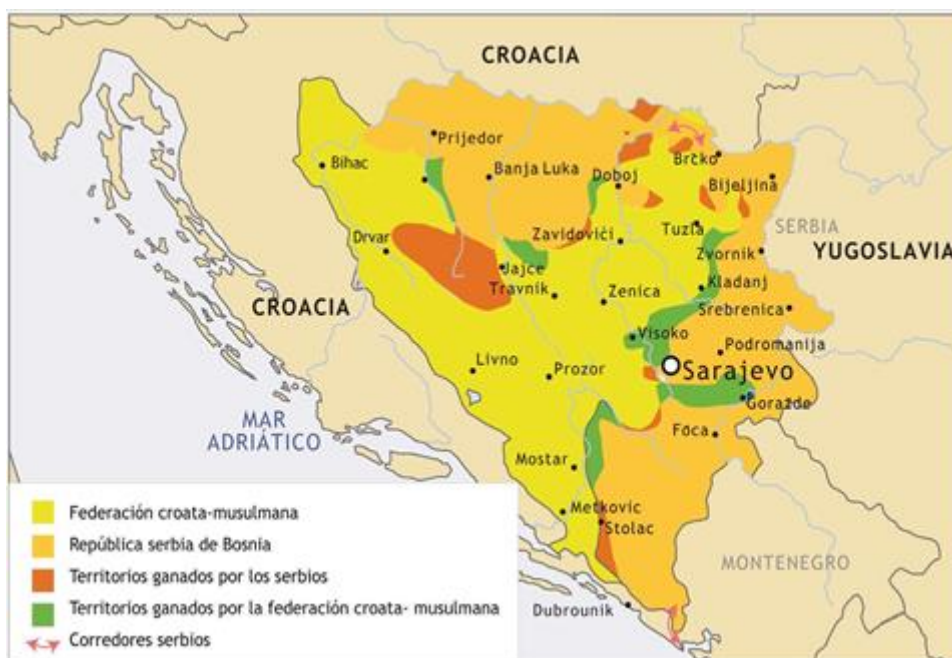 CROACIA
Prijedor
Bihac
Banja Luka
Doboj
Brčko
Bijeljina
SERBIA
YUGOSLAVIA
Drvar
Zavidovići
Tuzla
Zvornik
CROACIA
Jajce
Travnik
Zenica
Kladanj
Srebrenica
Visoko
Podromanija
Livno
Prozor
Sarajevo
Gorazde
MAR
ADRIÁTICO
Foca
Mostar
Metkovic
Stolac
MONTENEGRO
Dubrounik
Federación croata-musulmana
República serbia de Bosnia
Territorios ganados por los serbios
Territorios ganados por la federación croata- musulmana
Corredores serbios